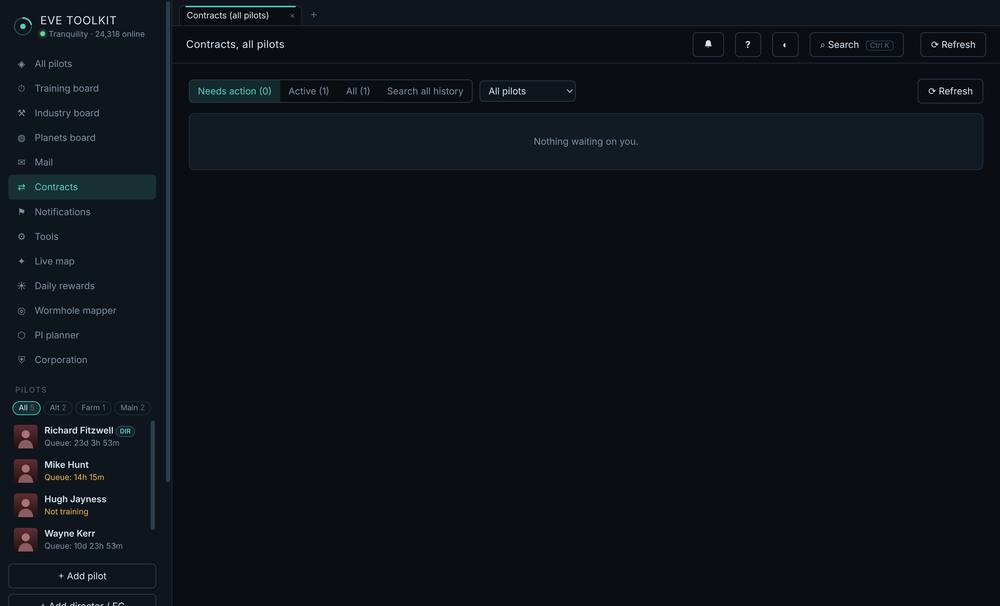 EVE TOOLKIT
Tranquility · 24,318 online
All pilots
Training board
Industry board
Planets board
Mail
Contracts
Notifications
Tools
Live map
Daily rewards
Wormhole mapper
PI planner
Corporation
PILOTS
All 5 Alt 2 Farm 1 Main 2
Richard Fitzwell DIR
Queue: 23d 3h 53m
Mike Hunt
Queue: 14h 15m
Hugh Jayness
Not training
Wayne Kerr
Queue: 10d 23h 53m
+ Add pilot
+ Add director / FC
Contracts (all pilots) × +
Contracts, all pilots
? Search Ctrl K Refresh
Needs action (0) Active (1) All (1) Search all history All pilots Refresh
Nothing waiting on you.